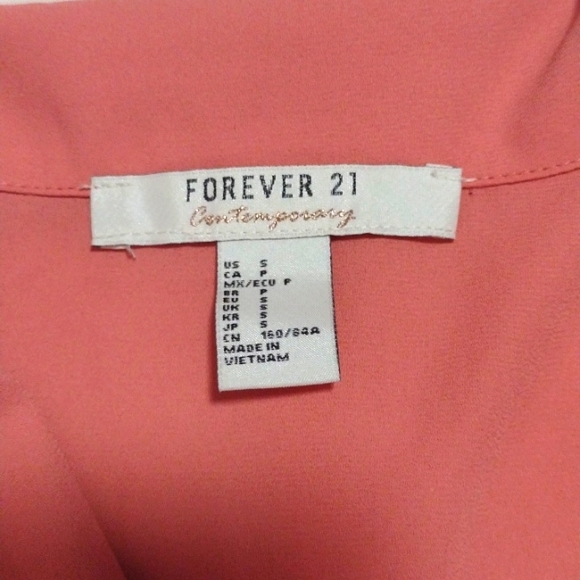 FOREVER 21
Contemporary
US S
CA P
MX/ECU P
BR P
EU S
UK S
KR S
JP S
CN 160/84A
MADE IN
VIETNAM